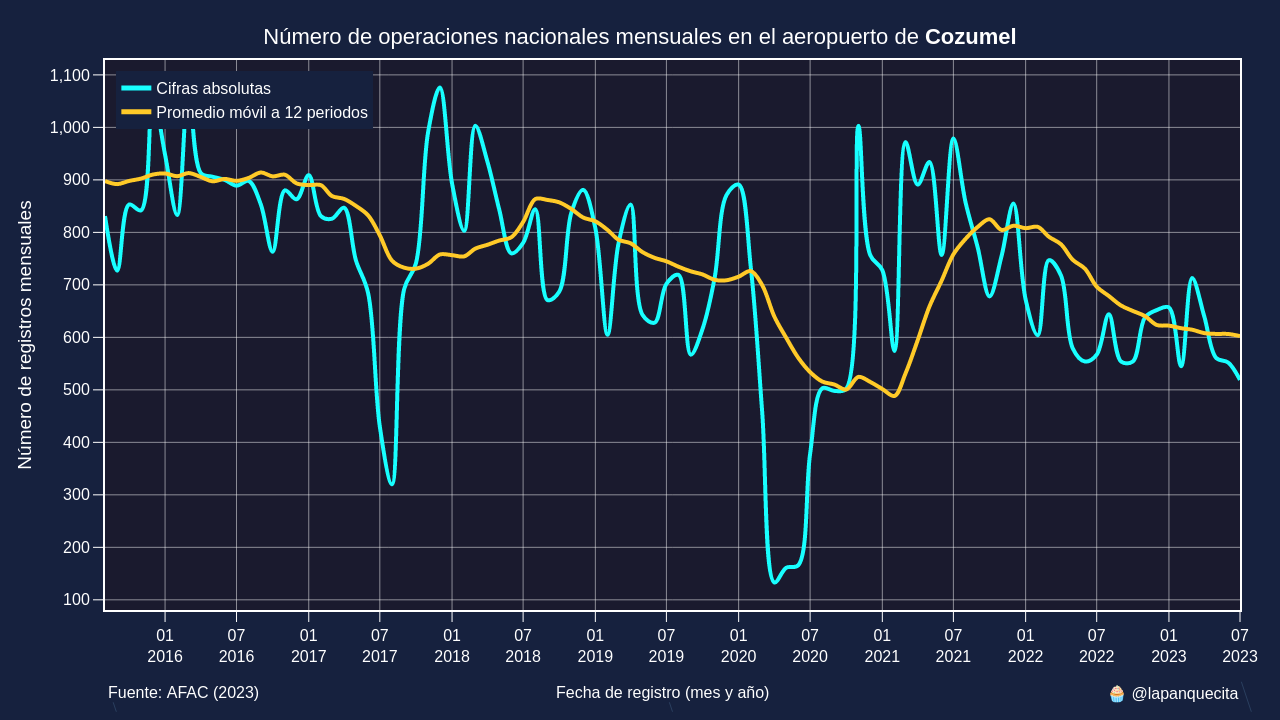 Número de operaciones nacionales mensuales en el aeropuerto de Cozumel
Cifras absolutas
Promedio móvil a 12 periodos
Número de registros mensuales
1,100
1,000
900
800
700
600
500
400
300
200
100
01 07 01 07 01 07 01 07 01 07 01 07 01 07 01 07
2016 2016 2017 2017 2018 2018 2019 2019 2020 2020 2021 2021 2022 2022 2023 2023
Fuente: AFAC (2023) Fecha de registro (mes y año) 🧁 @lapanquecita